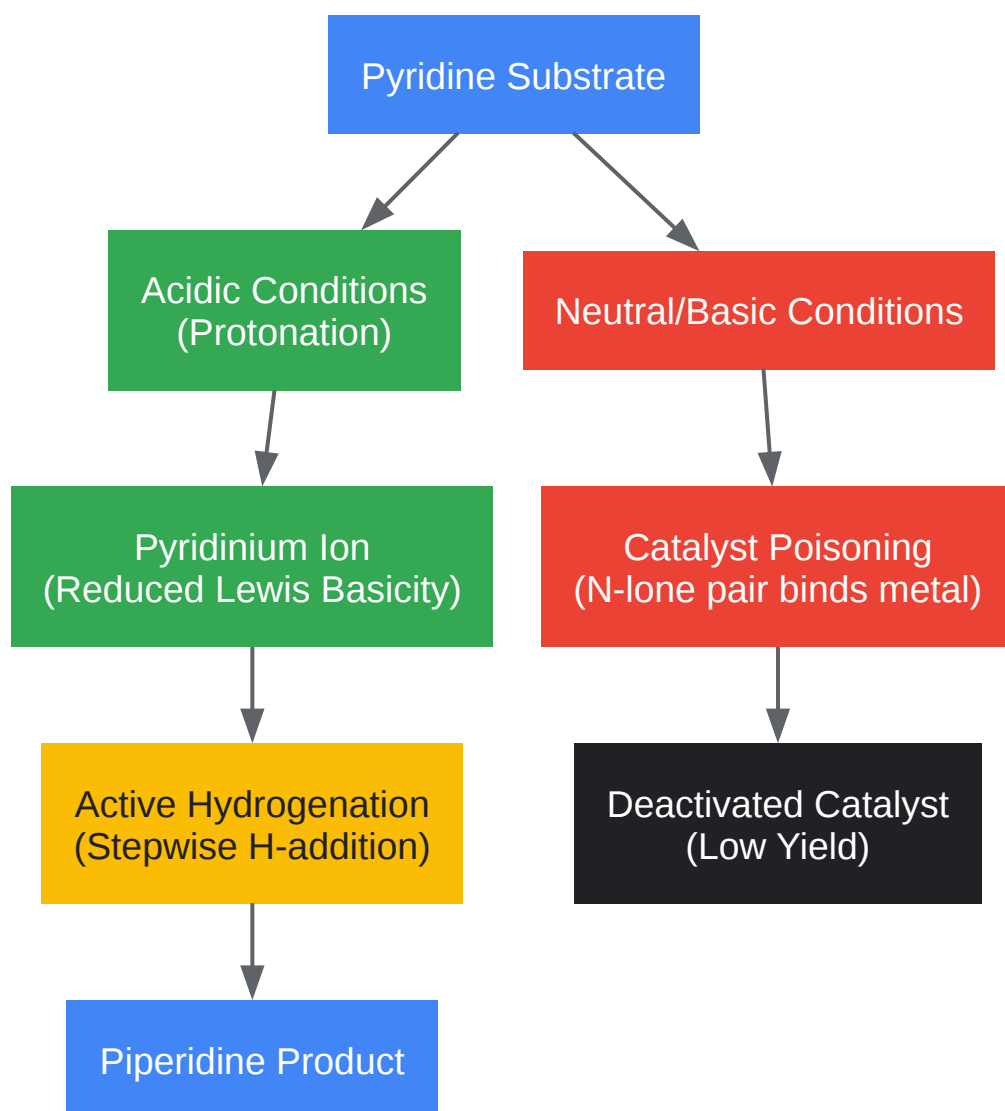 Pyridine Substrate
Acidic Conditions
(Protonation)
Neutral/Basic Conditions
Pyridinium Ion
(Reduced Lewis Basicity)
Catalyst Poisoning
(N-lone pair binds metal)
Active Hydrogenation
(Stepwise H-addition)
Deactivated Catalyst
(Low Yield)
Piperidine Product